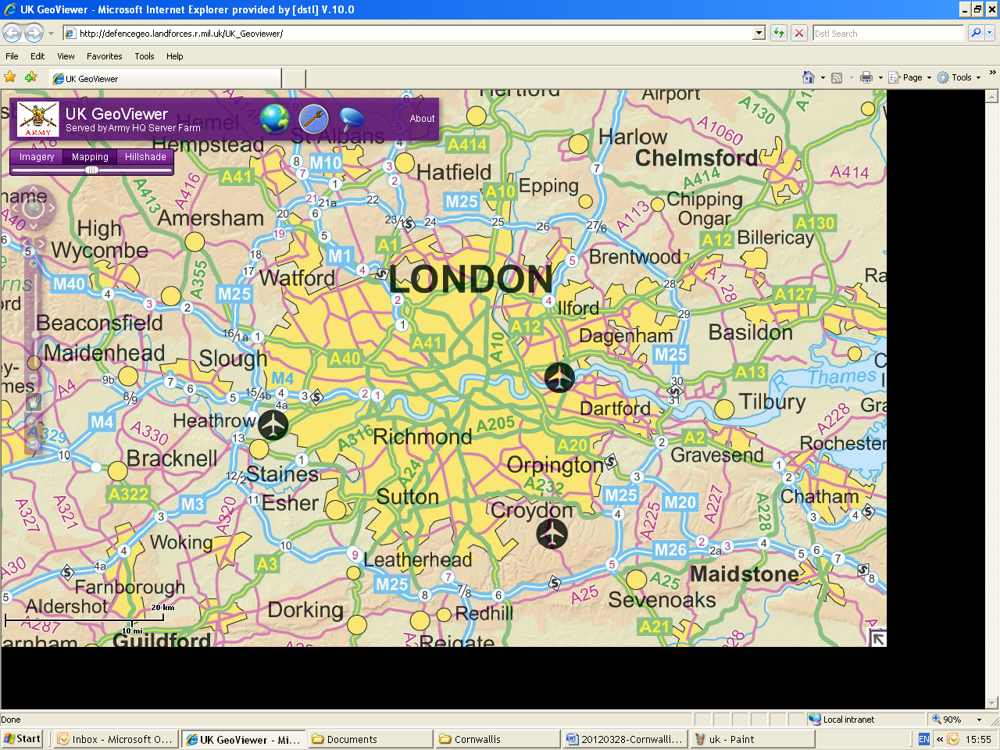 UK GeoViewer - Microsoft Internet Explorer provided by [dstl] V.10.0
http://defencegeo.landforces.r.mil.uk/UK_Geoviewer/
Dstl Search
File Edit View Favorites Tools Help
UK GeoViewer
Page Tools »
ARMY
UK GeoViewer
Served by Army HQ Server Farm
About
Imagery Mapping Hillshade
Hertford
Airport
A130
Hemel
Hempstead
St Albans
A414
Harlow
A1060
Chelmsford
A414
M10
Hatfield
A41
A416
A413
A10
Epping
A414
M25
Chipping
Ongar
A113
Amersham
High
Wycombe
A1
A12
A130
Billericay
M1
Brentwood
Watford
LONDON
A355
M40
M25
A128
A127
Ilford
A12
Beaconsfield
A41
A10
Dagenham
Basildon
Maidenhead
Slough
A40
M25
A13
M4
Thames
A4
Tilbury
Dartford
Heathrow
M4
A330
A329
A316
Richmond
A205
A2
A228
Rochester
Bracknell
A20
Gravesend
Staines
Orpington
A24
A322
M3
Esher
Sutton
A232
M25
M20
A227
Chatham
A327
A321
A320
Croydon
A225
A228
Woking
M26
A30
A3
Leatherhead
Maidstone
Farnborough
M25
A25
A25
Aldershot
Sevenoaks
Dorking
Redhill
A287
A21
Guildford
Reigate
20 km
10 mi
Done
Local intranet
90%
Start
Inbox - Microsoft O...
UK GeoViewer - Mi...
Documents
Cornwallis
20120328-Cornwalli...
uk - Paint
EN
«
15:55